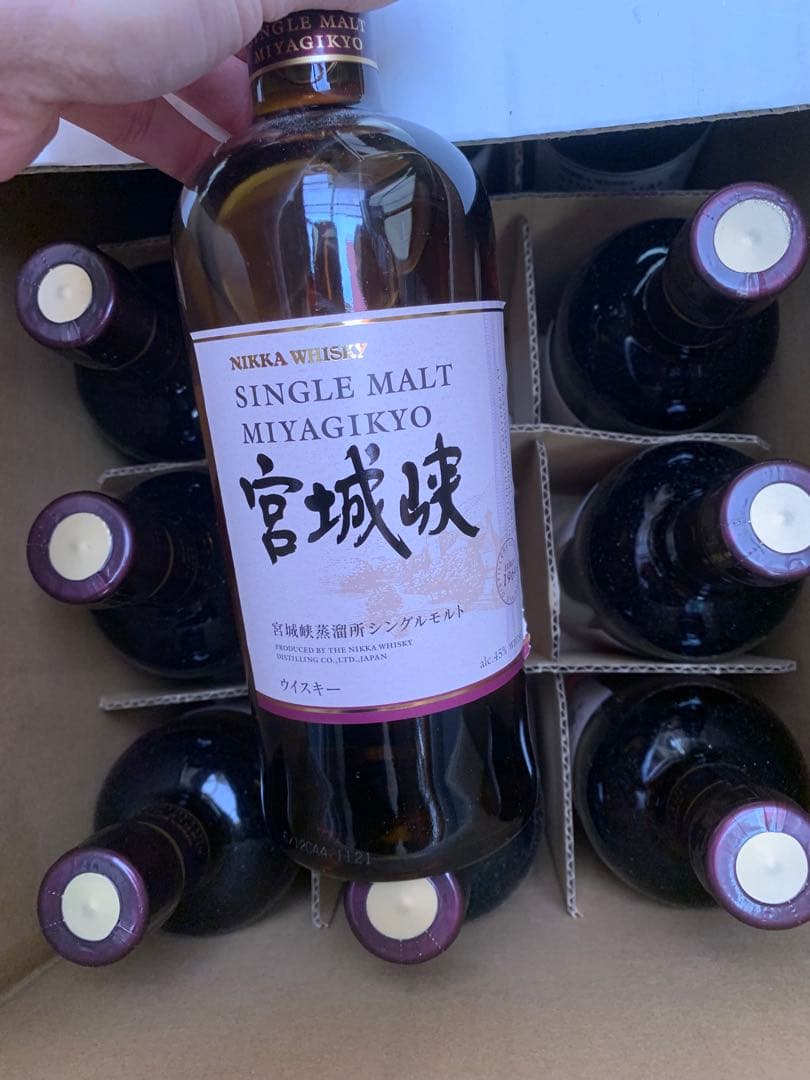 SINGLE MALT
MIYAGIKYO
NIKKA WHISKY
SINGLE MALT
MIYAGIKYO
宮城峡
宮城峡蒸溜所シングルモルト
PRODUCED BY THE NIKKA WHISKY
DISTILLING CO.,LTD.,JAPAN
alc.45%
ウイスキー